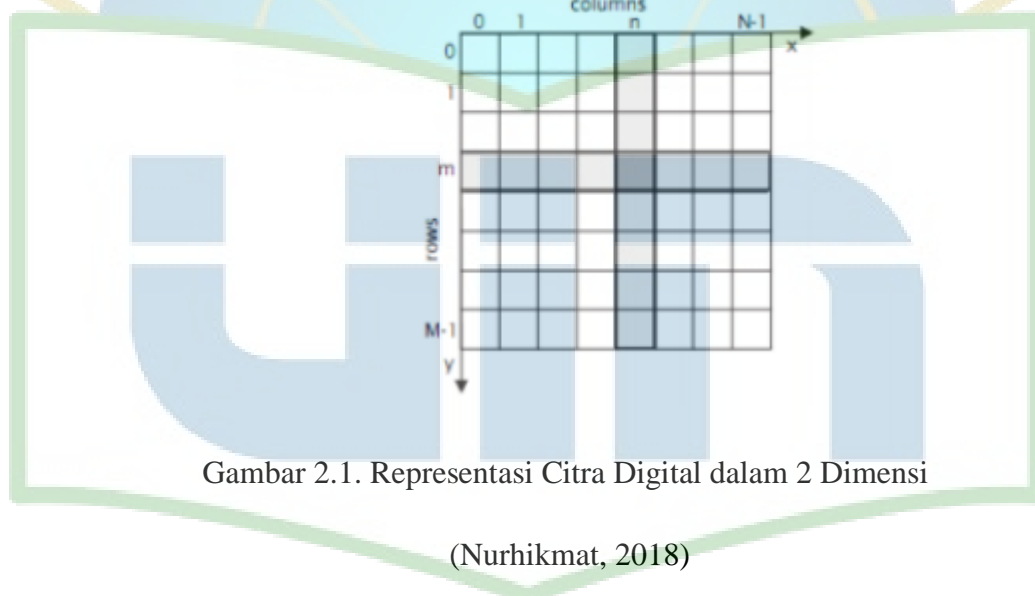 columns
0 1 n N-1
x
0
1
m
rows
M-1
y
uin
Gambar 2.1. Representasi Citra Digital dalam 2 Dimensi
(Nurhikmat, 2018)